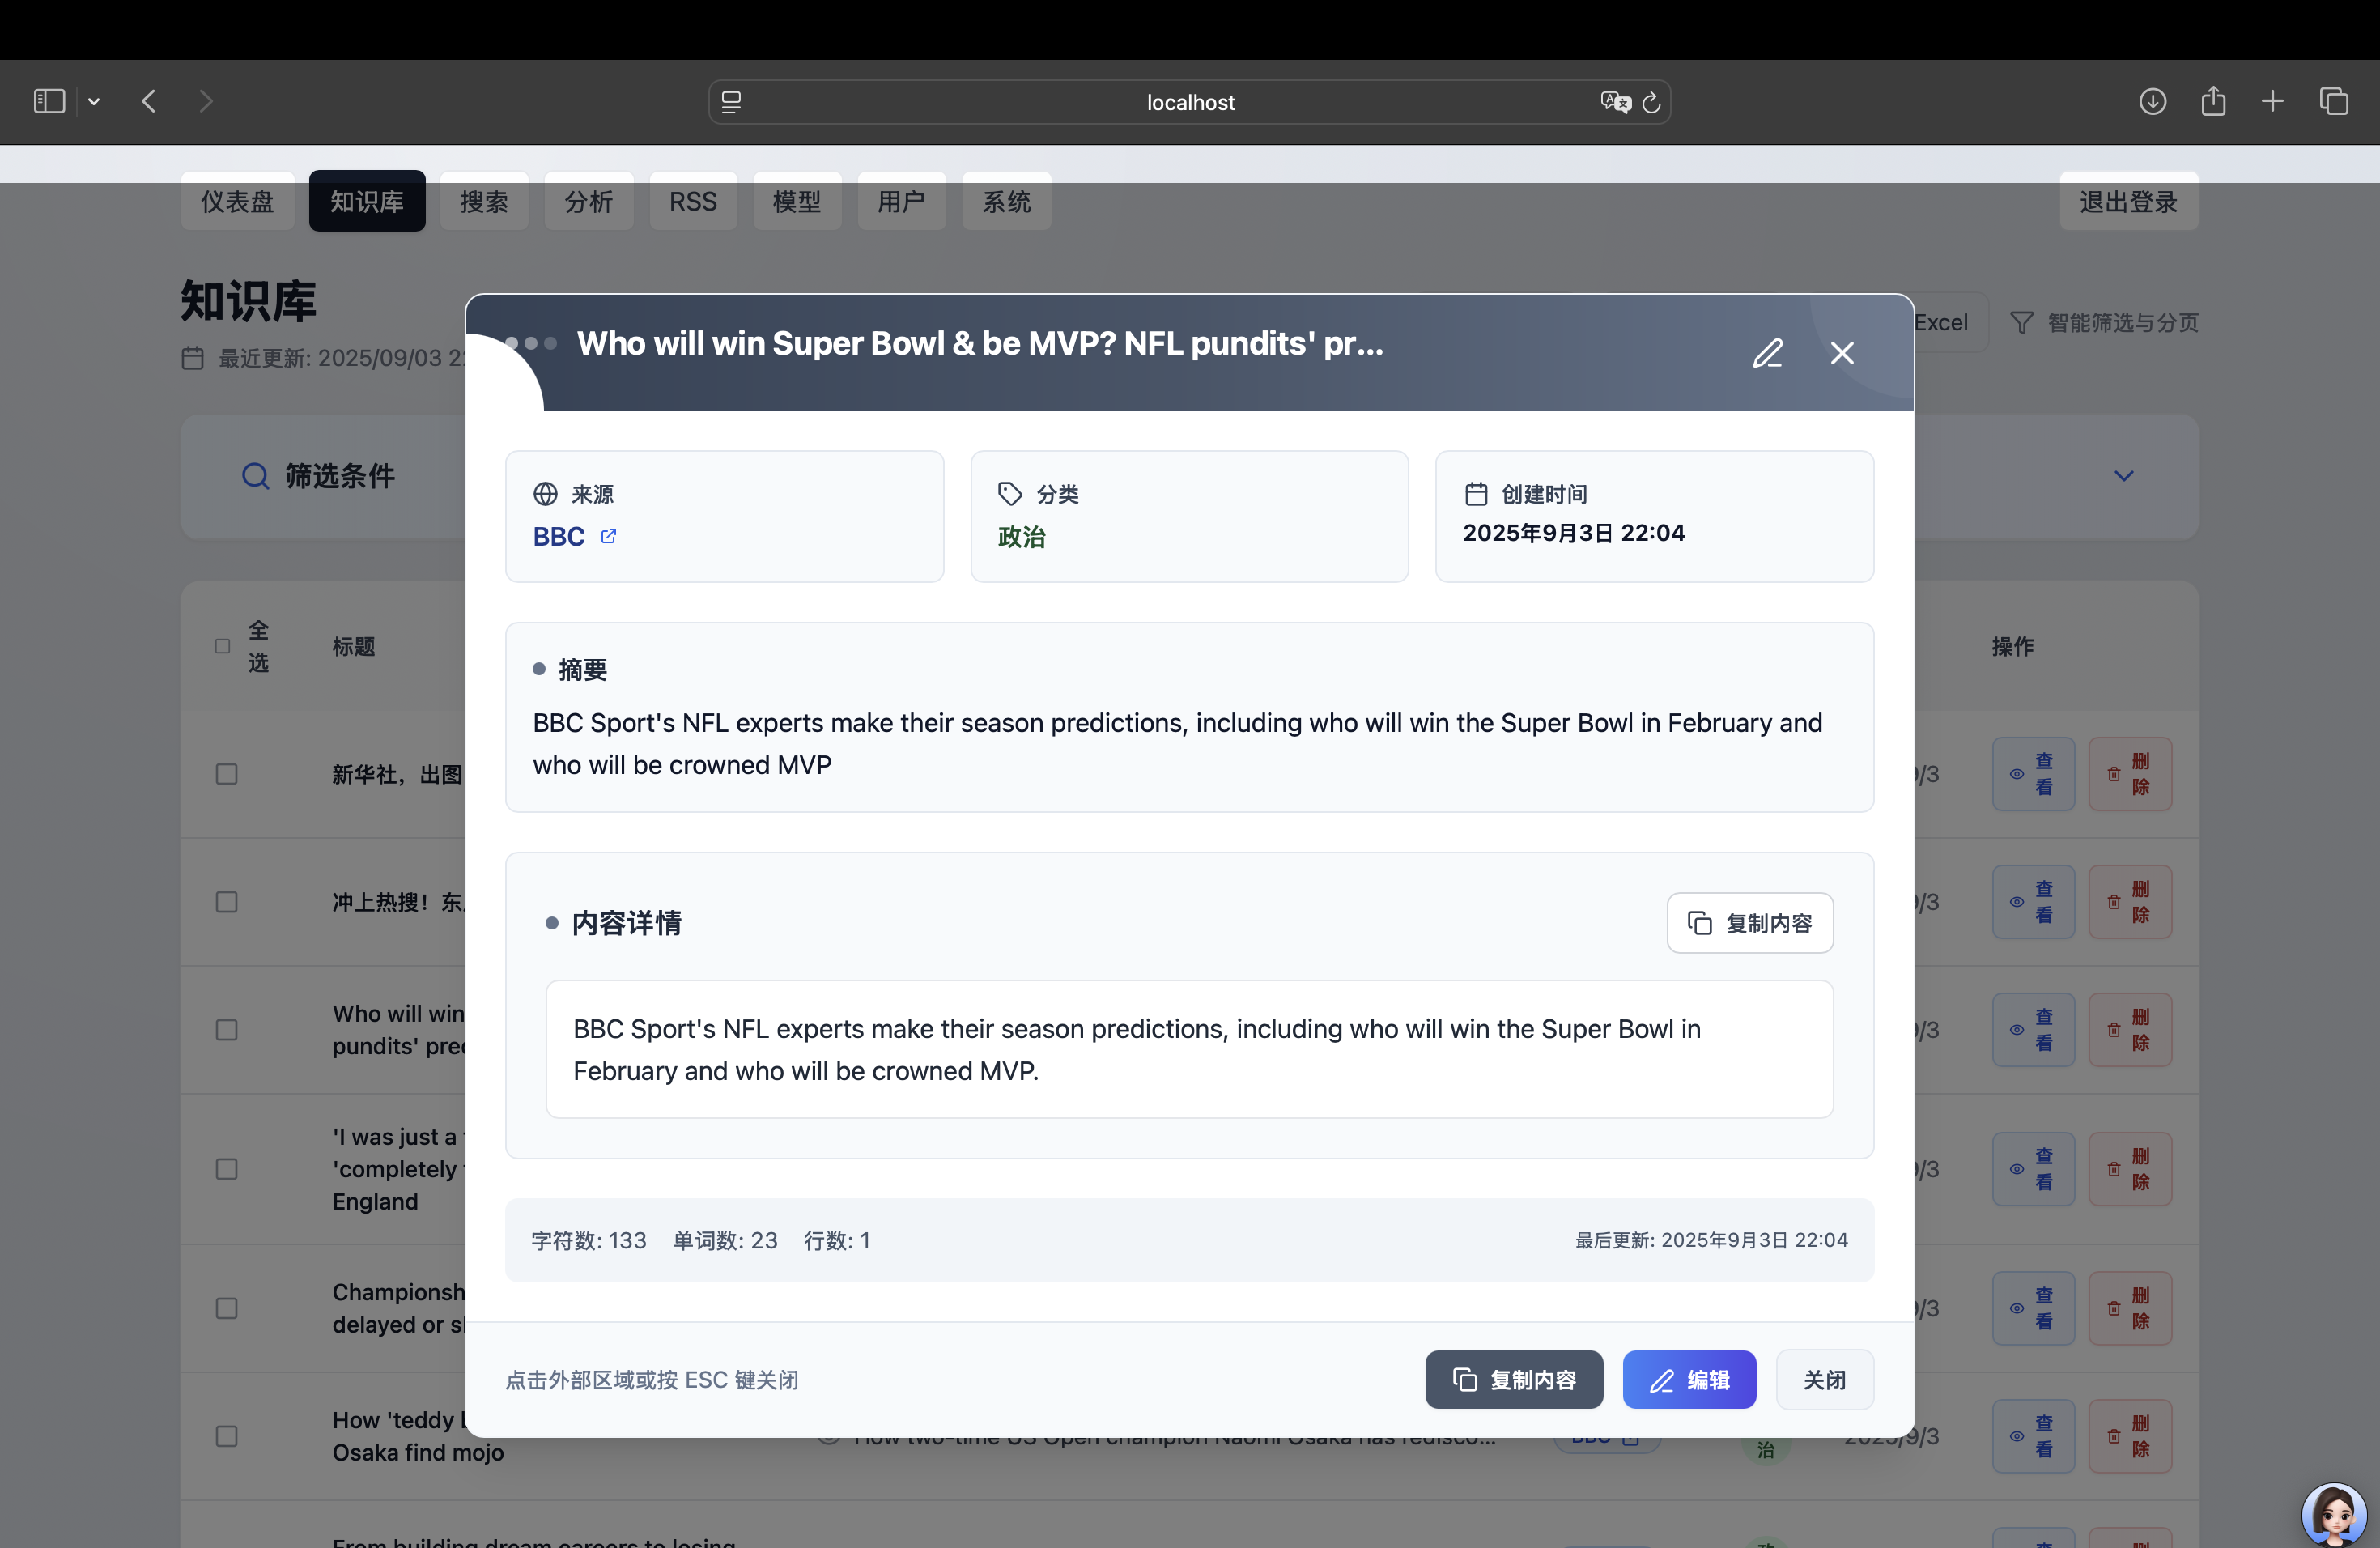 localhost
仪表盘
知识库
搜索
分析
RSS
模型
用户
系统
退出登录
知识库
最近更新: 2025/09/03
Excel
智能筛选与分页
筛选条件
全选
标题
操作
Who will win Super Bowl & be MVP? NFL pundits' pr...
来源
BBC
分类
政治
创建时间
2025年9月3日 22:04
摘要
BBC Sport's NFL experts make their season predictions, including who will win the Super Bowl in February and
who will be crowned MVP
内容详情
复制内容
BBC Sport's NFL experts make their season predictions, including who will win the Super Bowl in
February and who will be crowned MVP.
字符数: 133 单词数: 23 行数: 1
最后更新: 2025年9月3日 22:04
点击外部区域或按 ESC 键关闭
复制内容
编辑
关闭
新华社，出图
/3
查看
删除
冲上热搜！东
/3
查看
删除
Who will win
pundits'
/3
查看
删除
'I was just a
'completely
England
/3
查看
删除
Championsh
delayed or
/3
查看
删除
How 'teddy
Osaka find mojo
How two-time US Open champion Naomi Osaka has redisco...
BBC
治
2025/9/3
查看
删除
From building dream careers to losing